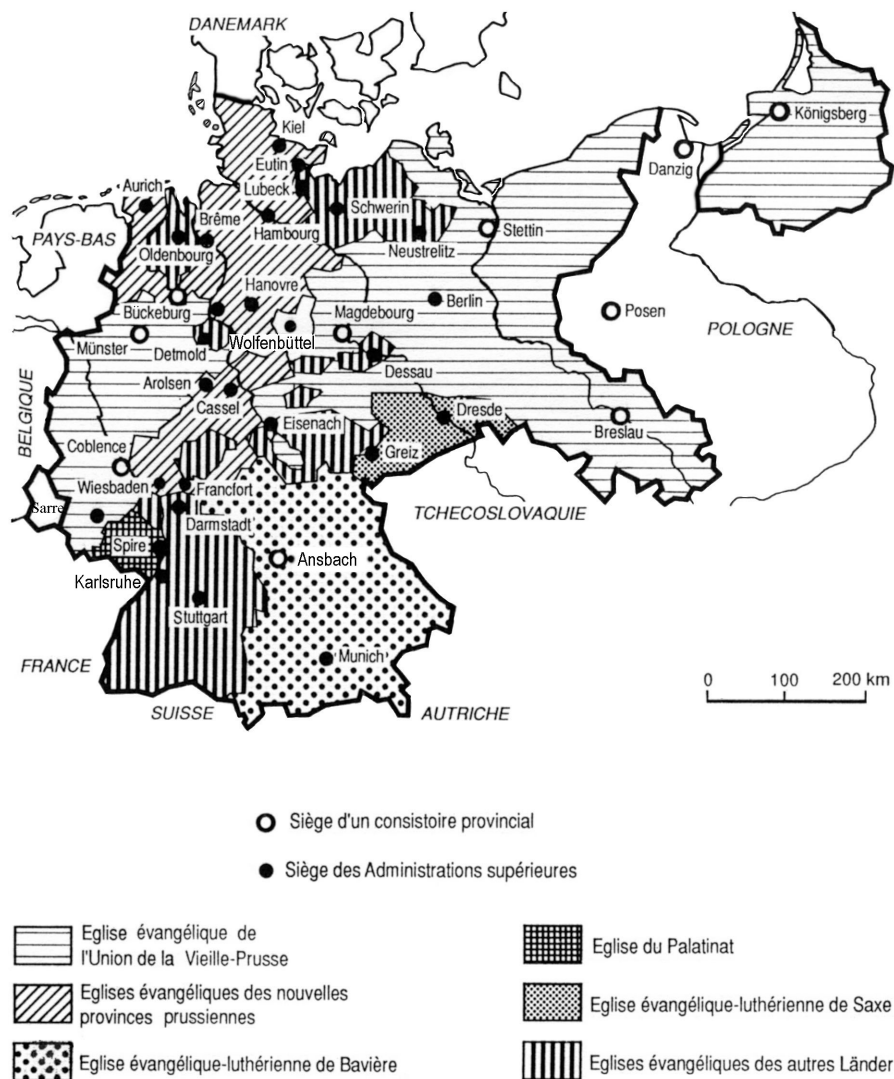 DANEMARK
Kiel
Eutin
Lubeck
Aurich
Brême
Schwerin
Hambourg
PAYS-BAS
Oldenbourg
Neustrelitz
Stettin
Danzig
Königsberg
Hanovre
Bückeburg
Magdebourg
Berlin
Posen
POLOGNE
Münster
Detmold
Wolfenbüttel
Dessau
Arolsen
Cassel
BELGIQUE
Eisenach
Dresde
Breslau
Coblence
Greiz
Wiesbaden
Francfort
Sarre
Darmstadt
TCHECOSLOVAQUIE
Spire
Ansbach
Karlsruhe
Stuttgart
Munich
FRANCE
SUISSE
AUTRICHE
0 100 200 km
Siège d'un consistoire provincial
Siège des Administrations supérieures
Eglise évangélique de
l'Union de la Vieille-Prusse
Eglises évangéliques des nouvelles
provinces prussiennes
Eglise évangélique-luthérienne de Bavière
Eglise du Palatinat
Eglise évangélique-luthérienne de Saxe
Eglises évangéliques des autres Länder